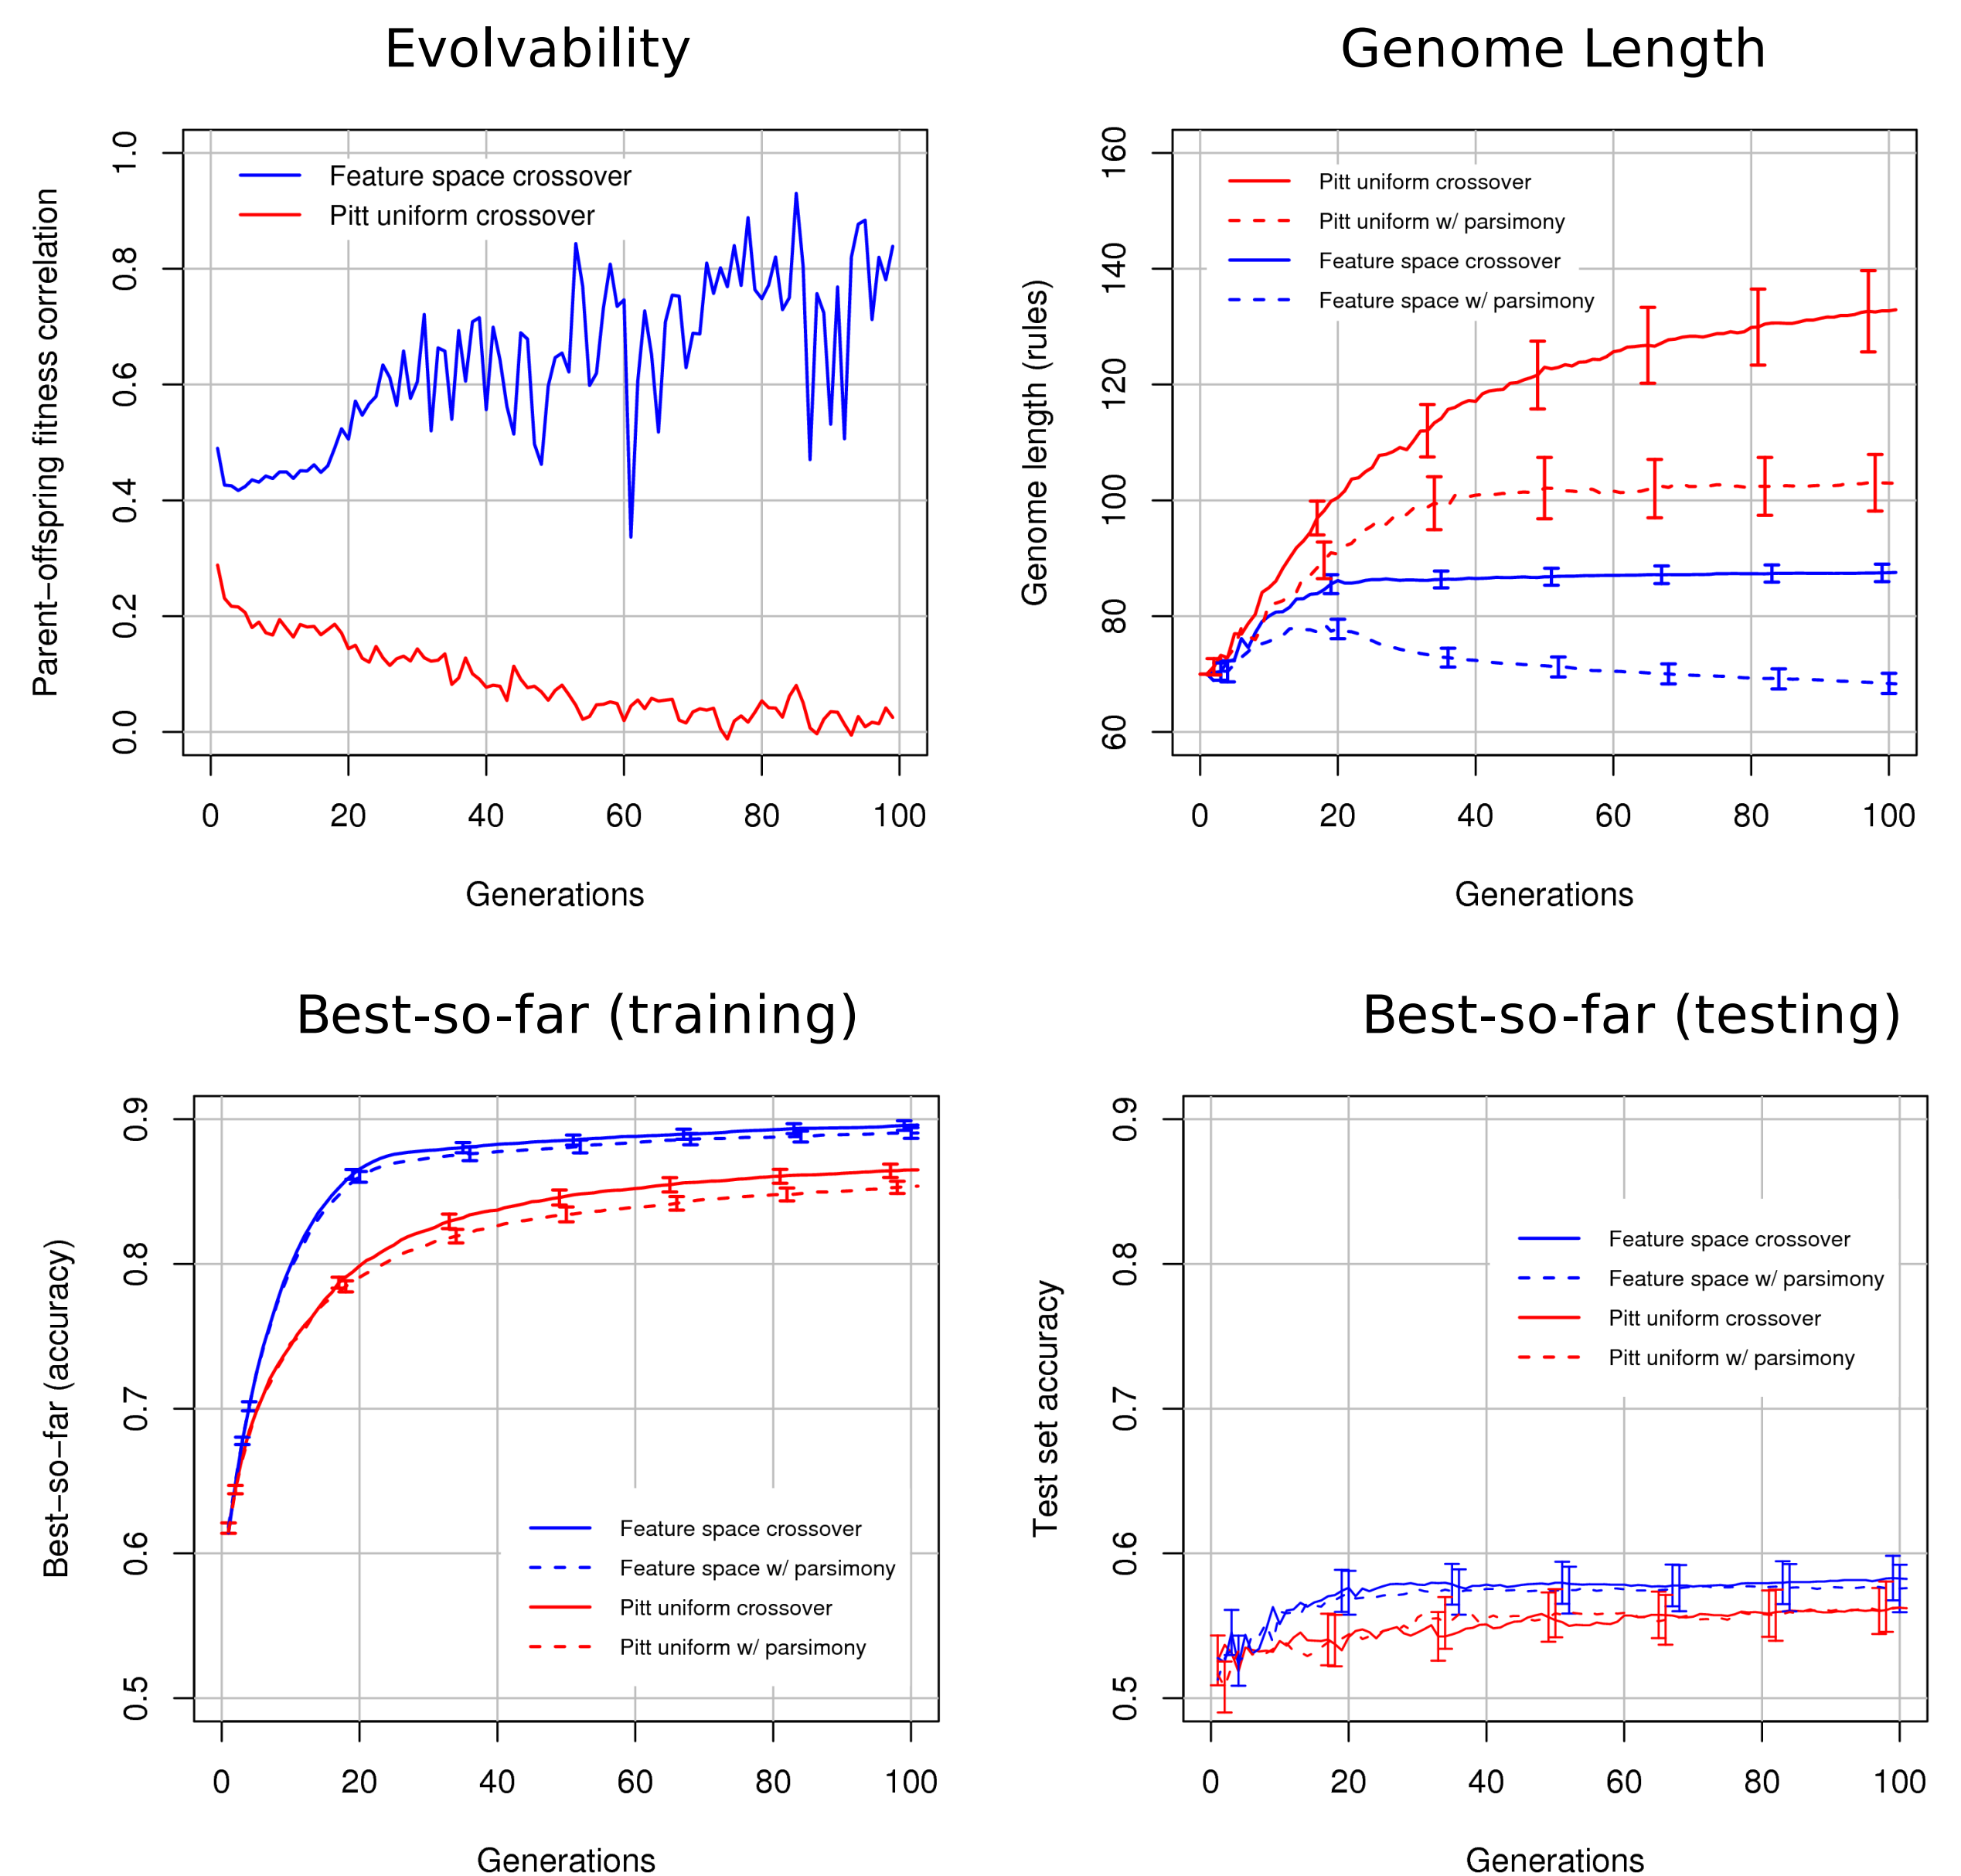 Evolvability
Parent−offspring fitness correlation
1.0
0.8
0.6
0.4
0.2
0.0
Feature space crossover
Pitt uniform crossover
0 20 40 60 80 100
Generations
Genome Length
Genome length (rules)
160
140
120
100
80
60
Pitt uniform crossover
Pitt uniform w/ parsimony
Feature space crossover
Feature space w/ parsimony
0 20 40 60 80 100
Generations
Best-so-far (training)
Best−so−far (accuracy)
0.9
0.8
0.7
0.6
0.5
Feature space crossover
Feature space w/ parsimony
Pitt uniform crossover
Pitt uniform w/ parsimony
0 20 40 60 80 100
Generations
Best-so-far (testing)
Test set accuracy
0.9
0.8
0.7
0.6
0.5
Feature space crossover
Feature space w/ parsimony
Pitt uniform crossover
Pitt uniform w/ parsimony
0 20 40 60 80 100
Generations